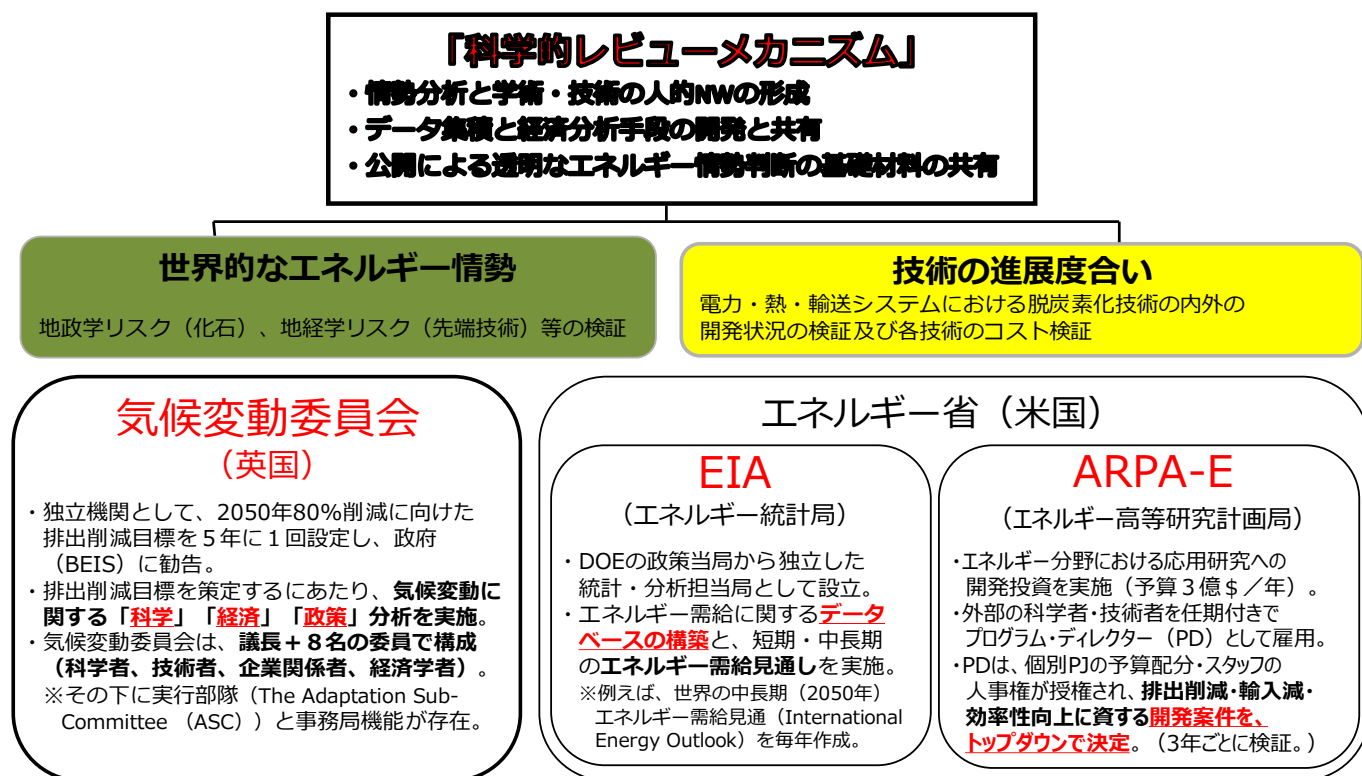 「科学的レビューメカニズム」
・情勢分析と学術・技術の人的NWの形成
・データ集積と経済分析手段の開発と共有
・公開による透明なエネルギー情勢判断の基礎材料の共有
世界的なエネルギー情勢
地政学リスク（化石）、地経学リスク（先端技術）等の検証
技術の進展度合い
電力・熱・輸送システムにおける脱炭素化技術の内外の
開発状況の検証及び各技術のコスト検証
気候変動委員会
（英国）
・独立機関として、2050年80%削減に向けた
排出削減目標を５年に１回設定し、政府
（BEIS）に勧告。
・排出削減目標を策定するにあたり、気候変動に
関する「科学」「経済」「政策」分析を実施。
・気候変動委員会は、議長＋８名の委員で構成
（科学者、技術者、企業関係者、経済学者）。
※その下に実行部隊（The Adaptation Sub-
Committee （ASC））と事務局機能が存在。
エネルギー省（米国）
EIA
（エネルギー統計局）
・DOEの政策当局から独立した
統計・分析担当局として設立。
・エネルギー需給に関するデータ
ベースの構築と、短期・中長期
のエネルギー需給見通しを実施。
※例えば、世界の中長期（2050年）
エネルギー需給見通（International
Energy Outlook）を毎年作成。
ARPA-E
（エネルギー高等研究計画局）
・エネルギー分野における応用研究への
開発投資を実施（予算３億＄／年）。
・外部の科学者・技術者を任期付きで
プログラム・ディレクター（PD）として雇用。
・PDは、個別PJの予算配分・スタッフの
人事権が授権され、排出削減・輸入減・
効率性向上に資する開発案件を、
トップダウンで決定。（3年ごとに検証。）